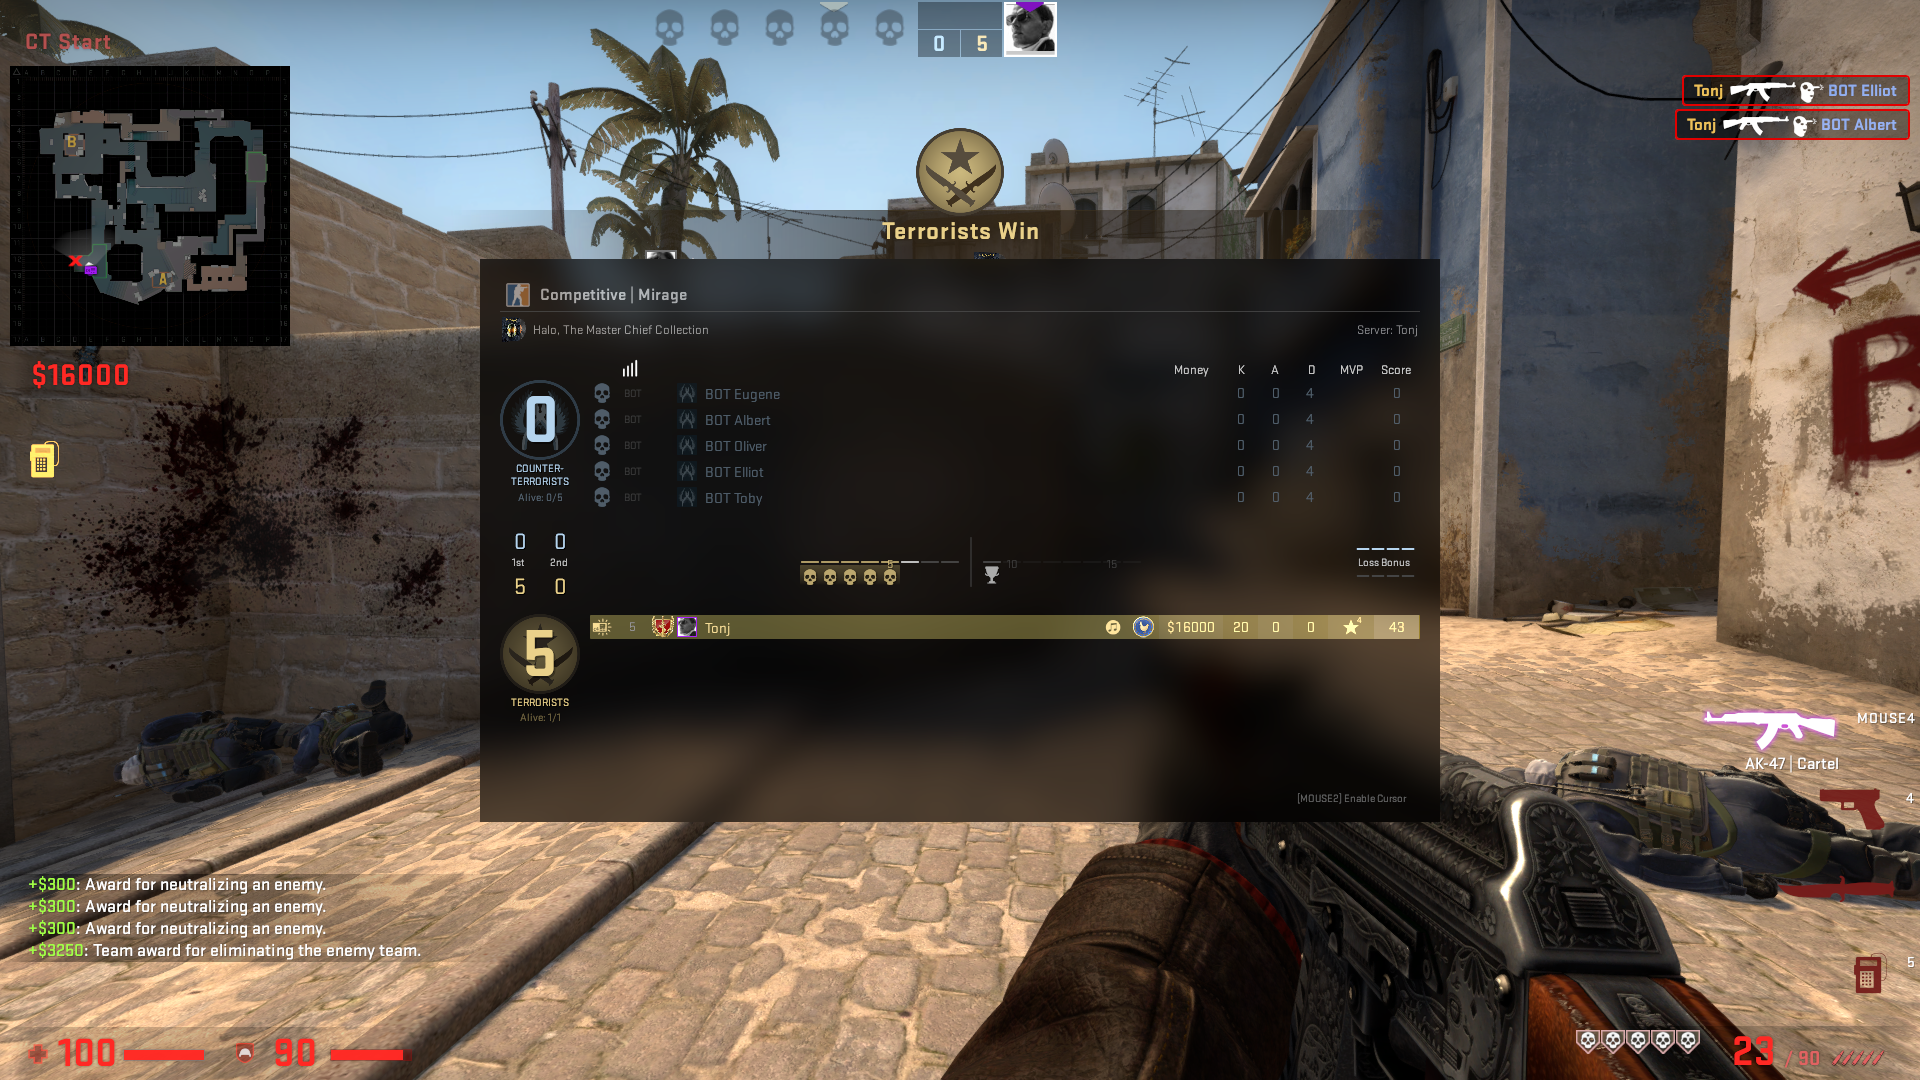 CT Start
0 5
Tonj BOT Elliot
Tonj BOT Albert
B
A
$16000
Terrorists Win
Competitive | Mirage
Halo, The Master Chief Collection
Server: Tonj
Money K A D MVP Score
0
COUNTER-
TERRORISTS
Alive: 0/5
BOT BOT Eugene 0 0 4 0
BOT BOT Albert 0 0 4 0
BOT BOT Oliver 0 0 4 0
BOT BOT Elliot 0 0 4 0
BOT BOT Toby 0 0 4 0
0 0
1st 2nd
5 0
5 10 15
Loss Bonus
5 Tonj $16000 20 0 0 4 43
5
TERRORISTS
Alive: 1/1
[MOUSE2] Enable Cursor
B
MOUSE4
AK-47 | Cartel
4
5
+$300: Award for neutralizing an enemy.
+$300: Award for neutralizing an enemy.
+$300: Award for neutralizing an enemy.
+$3250: Team award for eliminating the enemy team.
100 90
23 / 90